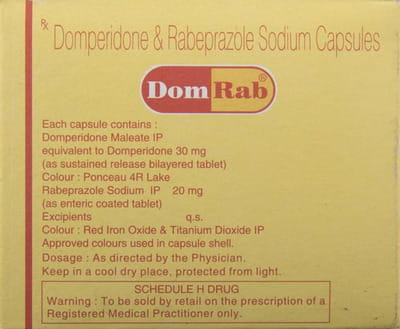 Rx Domperidone & Rabeprazole Sodium Capsules
DomRab®
Each capsule contains :
Domperidone Maleate IP
equivalent to Domperidone 30 mg
(as sustained release bilayered tablet)
Colour : Ponceau 4R Lake
Rabeprazole Sodium IP 20 mg
(as enteric coated tablet)
Excipients q.s.
Colour : Red Iron Oxide & Titanium Dioxide IP
Approved colours used in capsule shell.
Dosage : As directed by the Physician.
Keep in a cool dry place, protected from light.
SCHEDULE H DRUG
Warning : To be sold by retail on the prescription of a
Registered Medical Practitioner only.